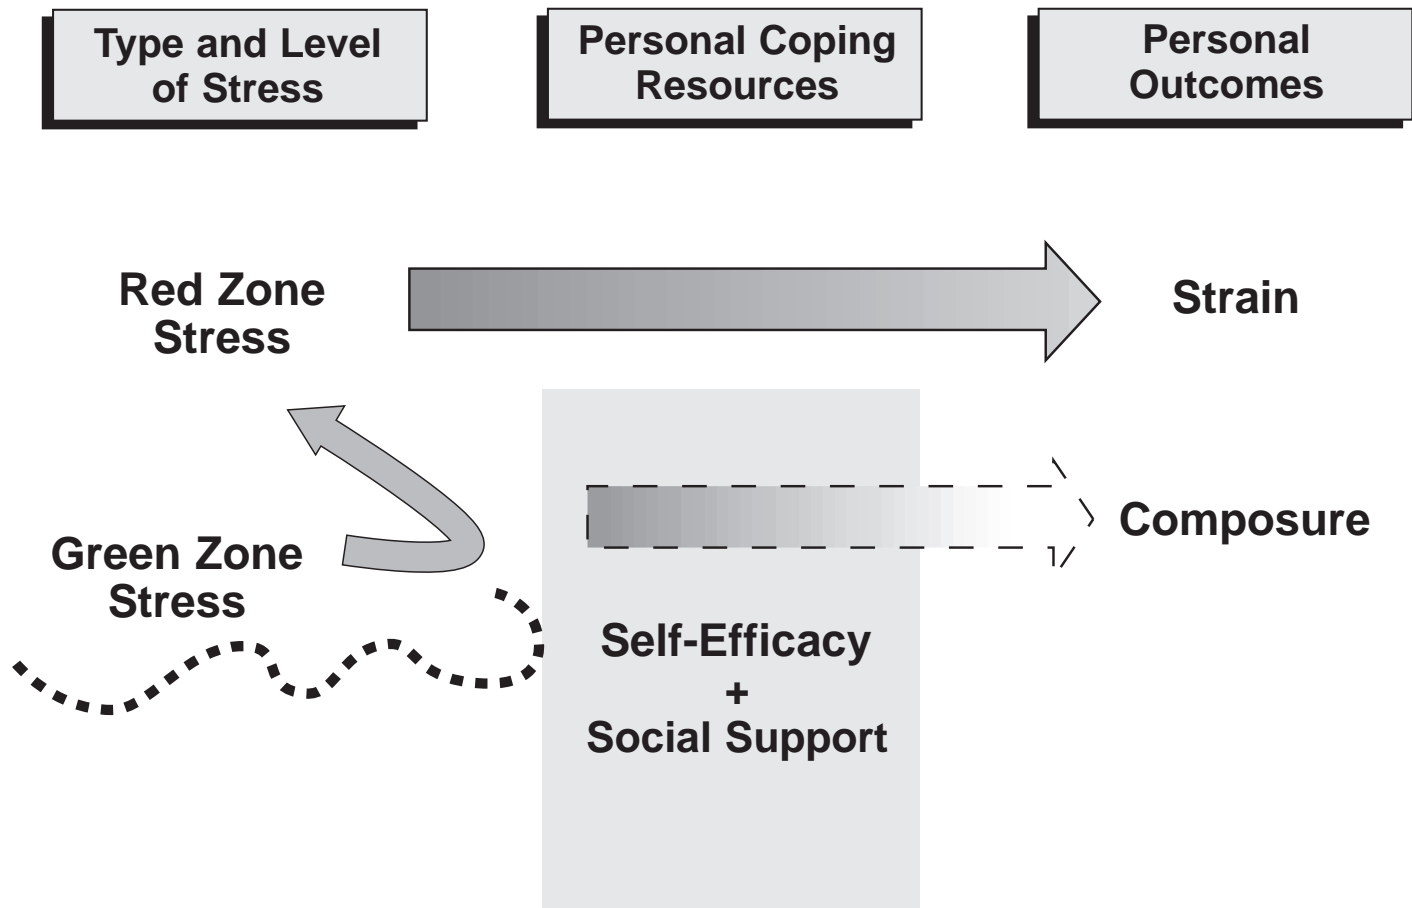 Type and Level
of Stress
Personal Coping
Resources
Personal
Outcomes
Red Zone
Stress
Strain
Green Zone
Stress
Composure
Self-Efficacy
+
Social Support